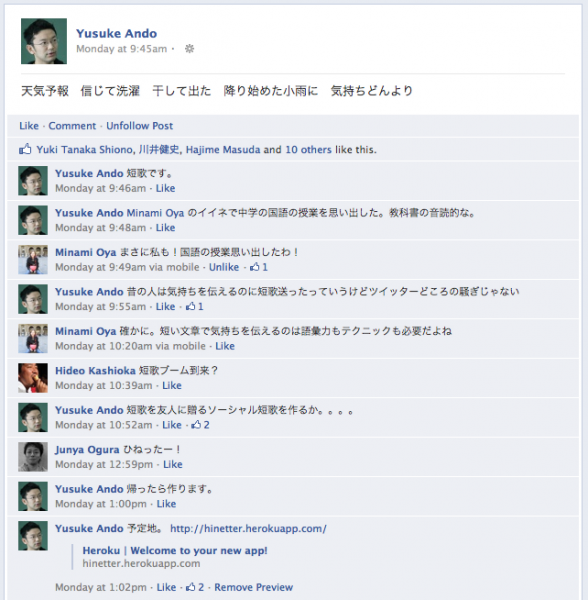 Yusuke Ando
Monday at 9:45am ·
天気予報　信じて洗濯　干して出た　降り始めた小雨に　気持ちどんより
Like · Comment · Unfollow Post
Yuki Tanaka Shiono, 川井健史, Hajime Masuda and 10 others like this.
Yusuke Ando 短歌です。
Monday at 9:46am · Like
Yusuke Ando Minami Oya のイイネで中学の国語の授業を思い出した。教科書の音読的な。
Monday at 9:48am · Like
Minami Oya まさに私も！国語の授業思い出したわ！
Monday at 9:49am via mobile · Unlike · 1
Yusuke Ando 昔の人は気持ちを伝えるのに短歌送ったっていうけどツイッターどころの騒ぎじゃない
Monday at 9:55am · Like · 1
Minami Oya 確かに。短い文章で気持ちを伝えるのは語彙力もテクニックも必要だよね
Monday at 10:20am via mobile · Like
Hideo Kashioka 短歌ブーム到来？
Monday at 10:39am · Like
Yusuke Ando 短歌を友人に贈るソーシャル短歌を作るか。。。。
Monday at 10:52am · Like · 2
Junya Ogura ひねったー！
Monday at 12:59pm · Like
Yusuke Ando 帰ったら作ります。
Monday at 1:00pm · Like
Yusuke Ando 予定地。 http://hinetter.herokuapp.com/
Heroku | Welcome to your new app!
hinetter.herokuapp.com
Monday at 1:02pm · Like · 2 · Remove Preview